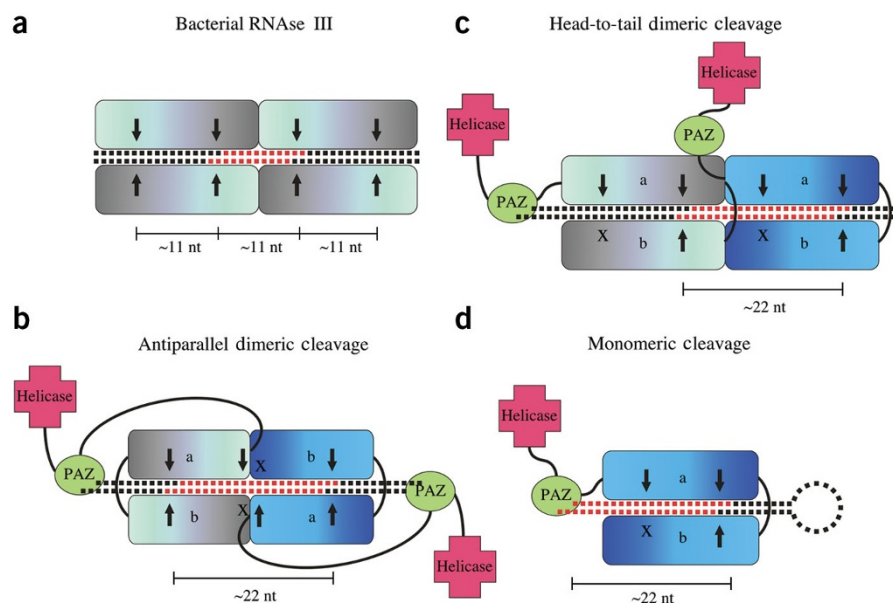 a
Bacterial RNAse III
~11 nt
~11 nt
~11 nt
b
Antiparallel dimeric cleavage
Helicase
a
X
b
PAZ
PAZ
b
X
a
Helicase
~22 nt
c
Head-to-tail dimeric cleavage
Helicase
Helicase
PAZ
a
a
PAZ
X
b
X
b
~22 nt
d
Monomeric cleavage
Helicase
a
PAZ
X
b
~22 nt